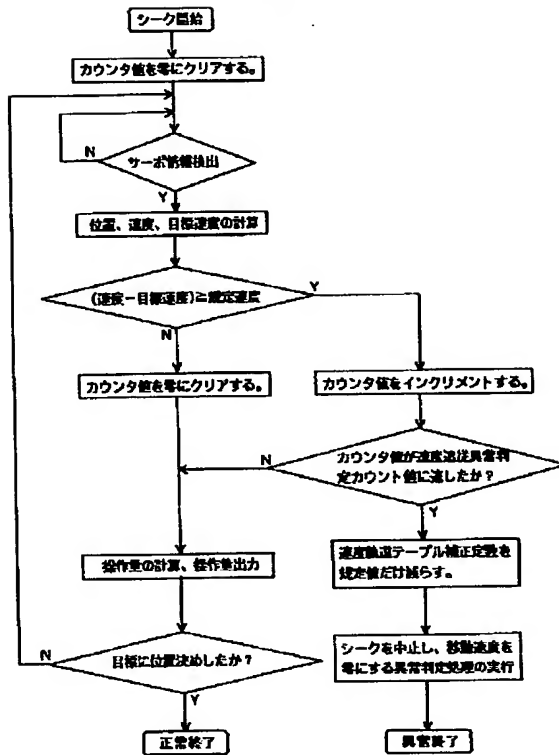 シーク開始
カウンタ値を零にクリアする。
N
サーボ情報検出
Y
位置、速度、目標速度の計算
(速度－目標速度)≧規定速度
Y
N
カウンタ値を零にクリアする。
カウンタ値をインクリメントする。
N
カウンタ値が速度追従異常判
定カウント値に達したか？
Y
操作量の計算、操作量出力
速度軌道テーブル補正定数を
規定値だけ減らす。
N
目標に位置決めしたか？
シークを中止し、移動速度を
零にする異常判定処理の実行
Y
正常終了
異常終了